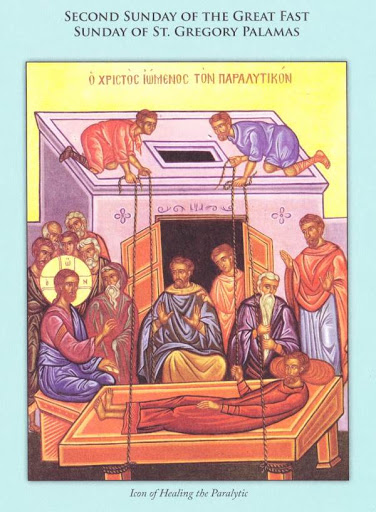 SECOND SUNDAY OF THE GREAT FAST
SUNDAY OF ST. GREGORY PALAMAS
Ὁ ΧΡΙΣΤΟΣ ΙΩΜΕΝΟΣ ΤΟΝ ΠΑΡΑΛΥΤΙΚΟΝ
Icon of Healing the Paralytic